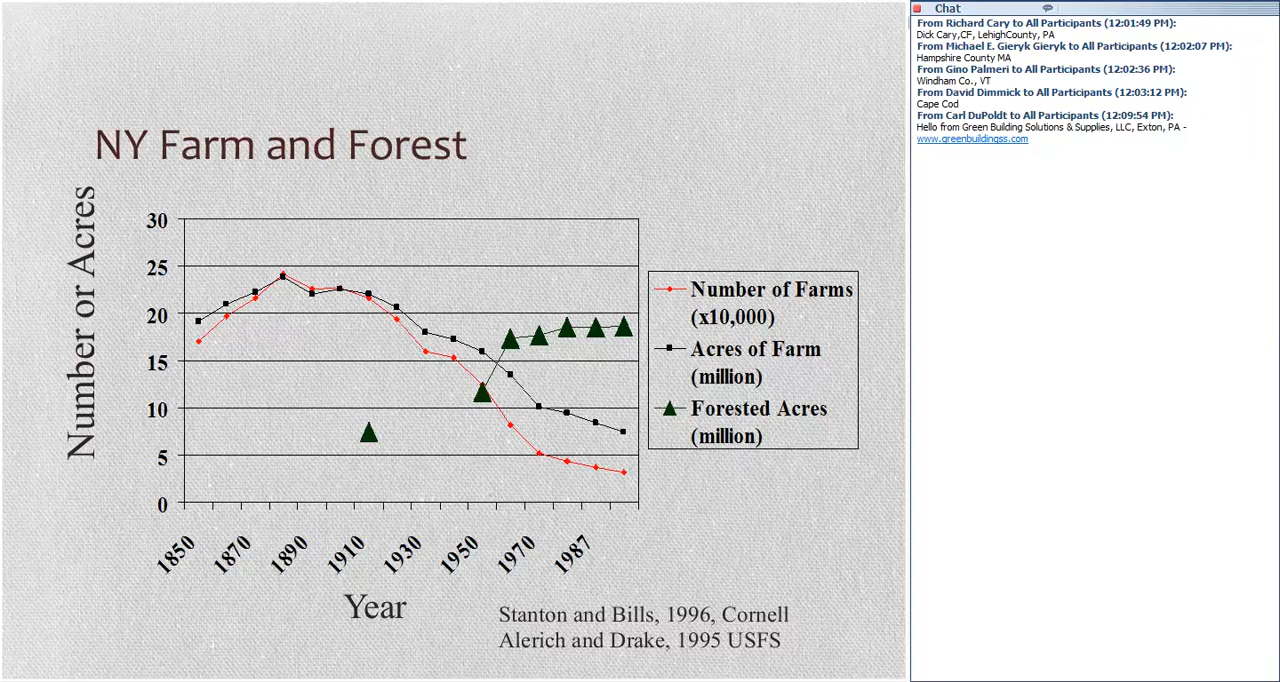 NY Farm and Forest
Number or Acres
30
25
20
15
10
5
0
1850
1870
1890
1910
1930
1950
1970
1987
Year
Number of Farms
(x10,000)
Acres of Farm
(million)
Forested Acres
(million)
Stanton and Bills, 1996, Cornell
Alerich and Drake, 1995 USFS
Chat
From Richard Cary to All Participants (12:01:49 PM):
Dick Cary,CF, LehighCounty, PA
From Michael E. Gieryk Gieryk to All Participants (12:02:07 PM):
Hampshire County MA
From Gino Palmeri to All Participants (12:02:36 PM):
Windham Co., VT
From David Dimmick to All Participants (12:03:12 PM):
Cape Cod
From Carl DuPoldt to All Participants (12:09:54 PM):
Hello from Green Building Solutions & Supplies, LLC, Exton, PA -
www.greenbuildingss.com